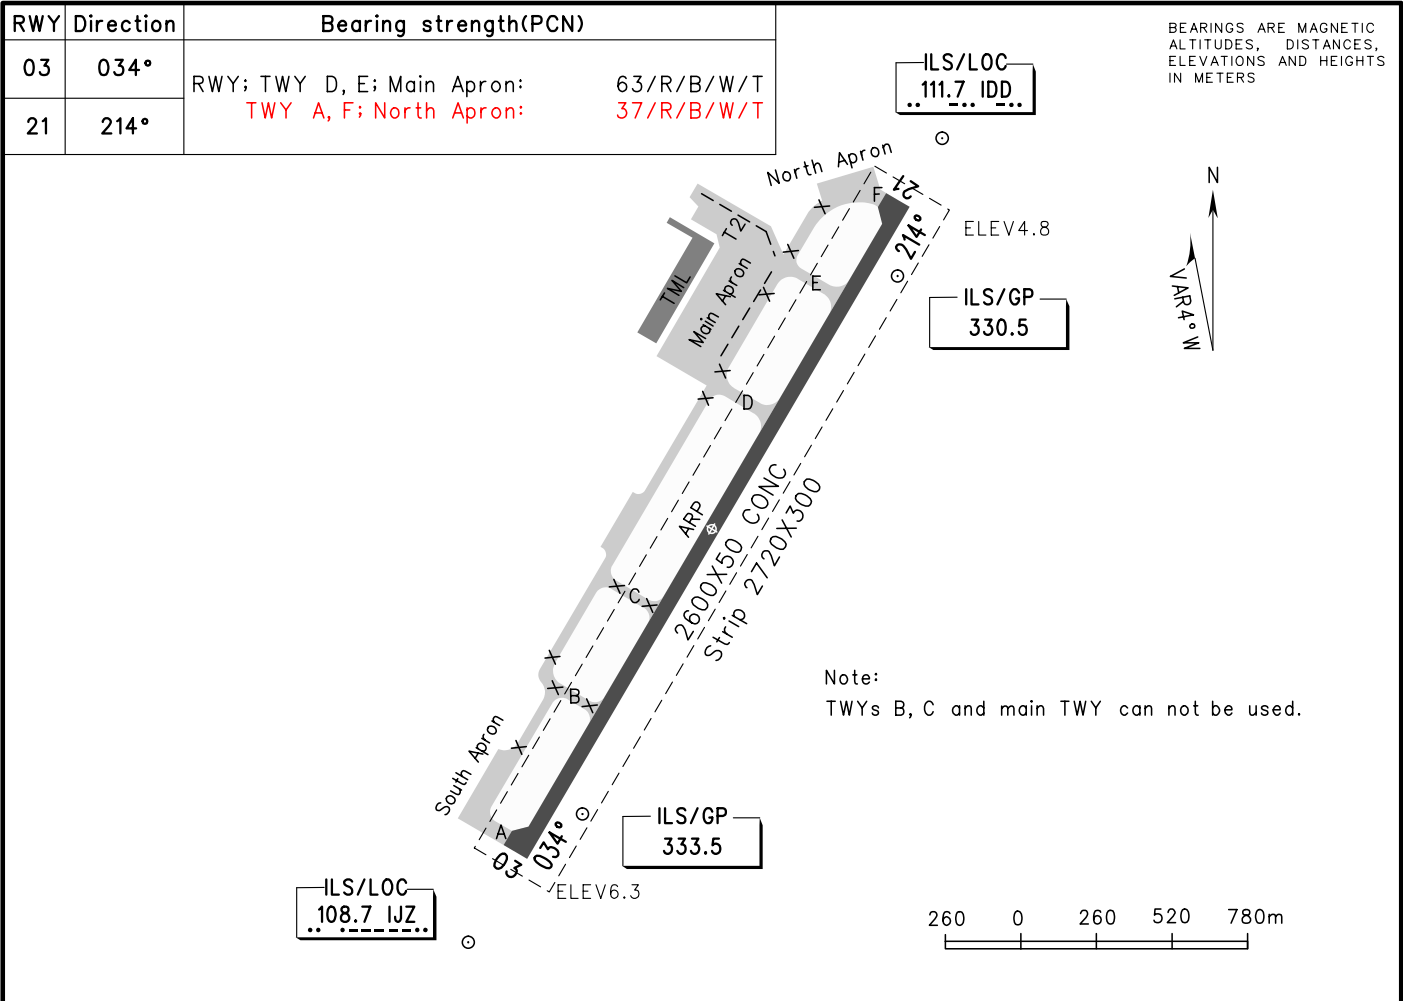 RWY Direction Bearing strength(PCN)
03 034°
RWY; TWY D, E; Main Apron: 63/R/B/W/T
TWY A, F; North Apron: 37/R/B/W/T
21 214°
BEARINGS ARE MAGNETIC
ALTITUDES, DISTANCES,
ELEVATIONS AND HEIGHTS
IN METERS
ILS/LOC
111.7 IDD
North Apron
F
21
214°
ELEV4.8
N
VAR4°W
T2I
TML
Main Apron
E
ILS/GP
330.5
D
ARP
2600X50 CONC
Strip 2720X300
C
B
Note:
TWYs B, C and main TWY can not be used.
South Apron
A
03
034°
ILS/GP
333.5
ELEV6.3
ILS/LOC
108.7 IJZ
260 0 260 520 780m